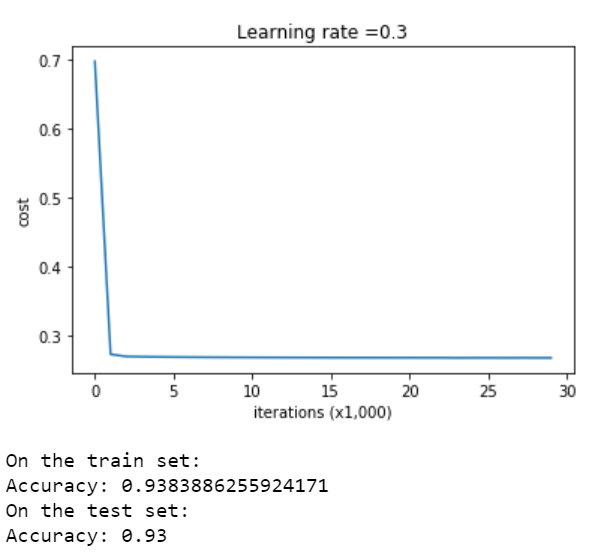 Learning rate =0.3
0.7
0.6
0.5
0.4
0.3
cost
0 5 10 15 20 25 30
iterations (x1,000)
On the train set:
Accuracy: 0.9383886255924171
On the test set:
Accuracy: 0.93